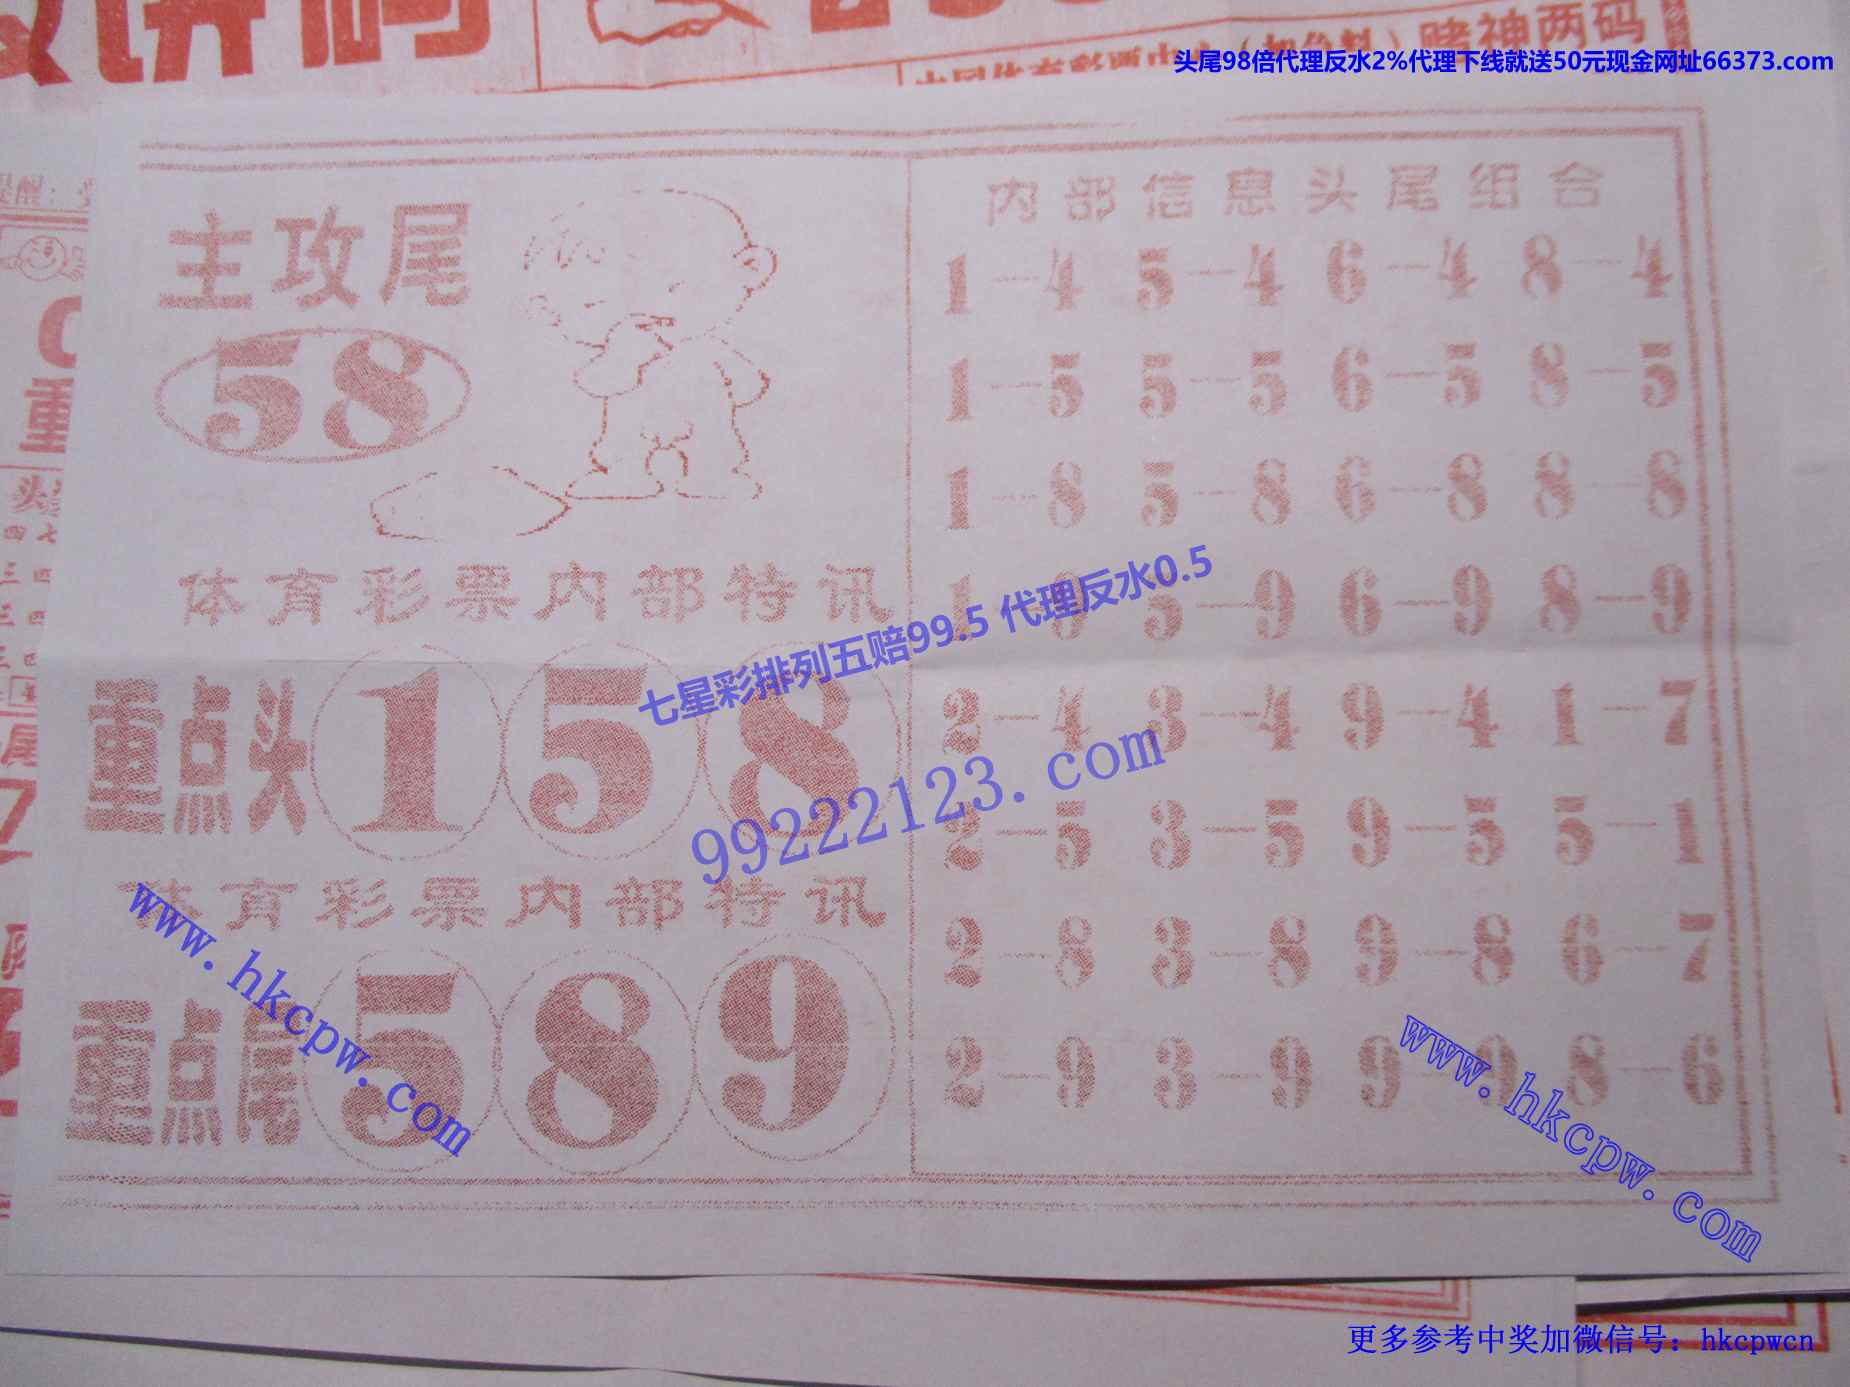 赌神两码
头尾98倍代理反水2%代理下线就送50元现金网址66373.com
主攻尾
58
内部信息头尾组合
1—4 5—4 6—4 8—4
1—5 5—5 6—5 8—5
1—8 5—8 6—8 8—8
1—9 5—9 6—9 8—9
2—4 3—4 9—4 1—7
2—5 3—5 9—5 5—1
2—8 3—8 9—8 6—7
2—9 3—9 9—9 8—6
体育彩票内部特讯
重点头 1 5 8
七星彩排列五赔99.5 代理反水0.5
99222123.com
体育彩票内部特讯
重点尾 5 8 9
www.hkcpw.com
www.hkcpw.com
更多参考中奖加微信号：hkcpwcn